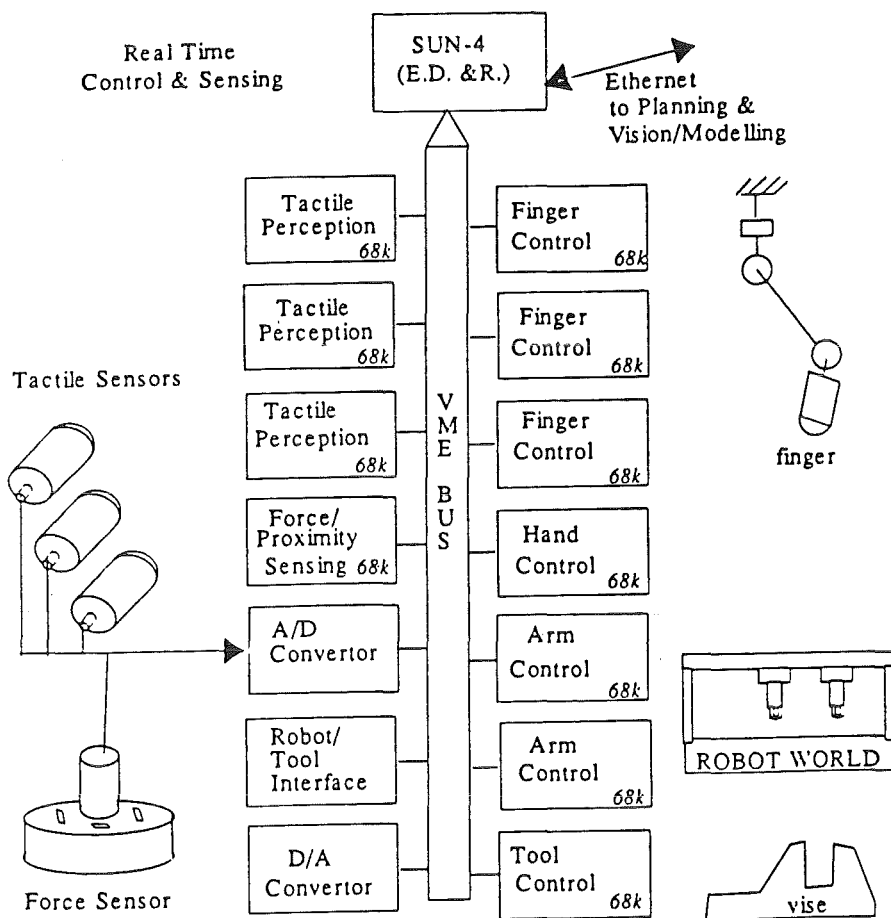 Real Time
Control & Sensing
SUN-4
(E.D. &R.)
Ethernet
to Planning &
Vision/Modelling
Tactile
Perception
68k
Finger
Control
68k
Tactile
Perception
68k
Finger
Control
68k
Tactile Sensors
Tactile
Perception
68k
VME BUS
Finger
Control
68k
finger
Force/
Proximity
Sensing 68k
Hand
Control
68k
A/D
Convertor
Arm
Control
68k
Robot/
Tool
Interface
Arm
Control
68k
ROBOT WORLD
D/A
Convertor
Tool
Control
68k
Force Sensor
vise